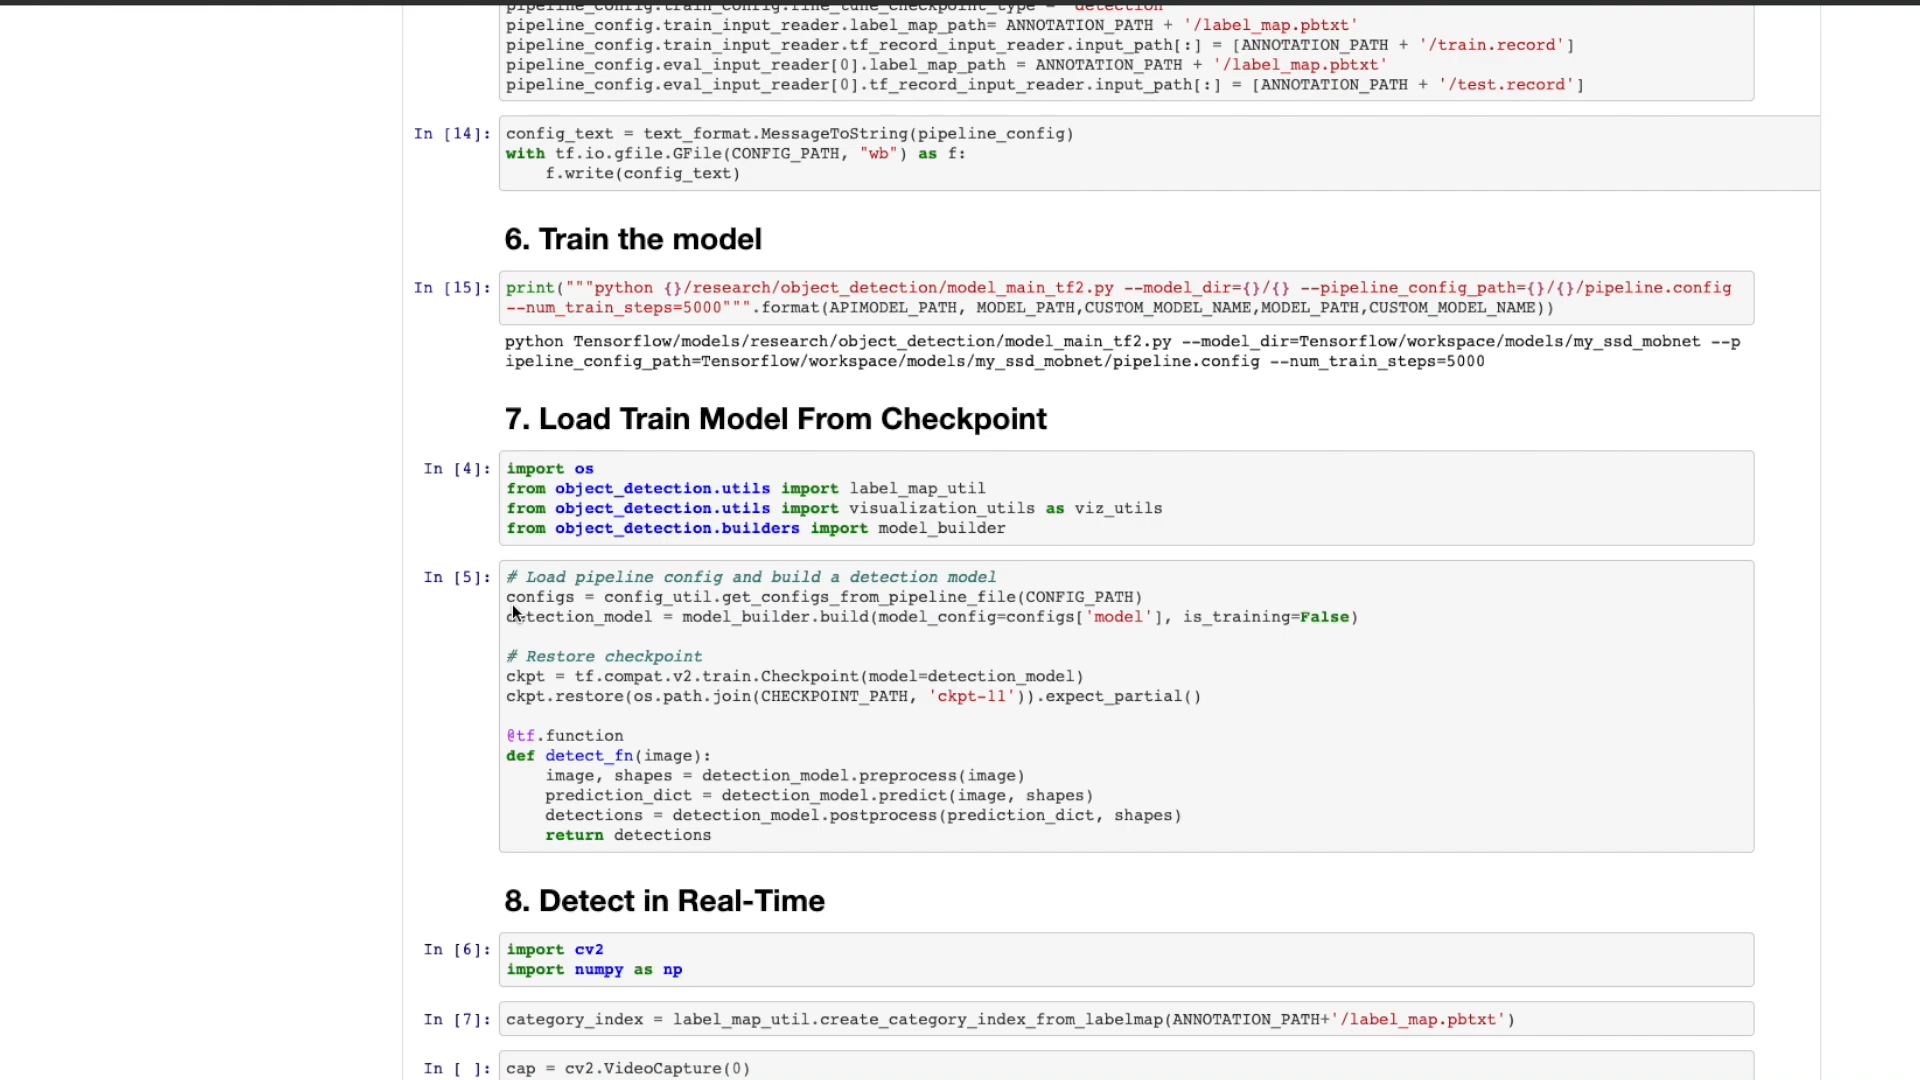 pipeline_config.train_config.fine_tune_checkpoint_type = "detection"
pipeline_config.train_input_reader.label_map_path= ANNOTATION_PATH + '/label_map.pbtxt'
pipeline_config.train_input_reader.tf_record_input_reader.input_path[:] = [ANNOTATION_PATH + '/train.record']
pipeline_config.eval_input_reader[0].label_map_path = ANNOTATION_PATH + '/label_map.pbtxt'
pipeline_config.eval_input_reader[0].tf_record_input_reader.input_path[:] = [ANNOTATION_PATH + '/test.record']
In [14]: config_text = text_format.MessageToString(pipeline_config)
with tf.io.gfile.GFile(CONFIG_PATH, "wb") as f:
    f.write(config_text)
6. Train the model
In [15]: print("""python {}/research/object_detection/model_main_tf2.py --model_dir={}/{} --pipeline_config_path={}/{}/pipeline.config
--num_train_steps=5000""".format(APIMODEL_PATH, MODEL_PATH,CUSTOM_MODEL_NAME,MODEL_PATH,CUSTOM_MODEL_NAME))
python Tensorflow/models/research/object_detection/model_main_tf2.py --model_dir=Tensorflow/workspace/models/my_ssd_mobnet --p
ipeline_config_path=Tensorflow/workspace/models/my_ssd_mobnet/pipeline.config --num_train_steps=5000
7. Load Train Model From Checkpoint
In [4]: import os
from object_detection.utils import label_map_util
from object_detection.utils import visualization_utils as viz_utils
from object_detection.builders import model_builder
In [5]: # Load pipeline config and build a detection model
configs = config_util.get_configs_from_pipeline_file(CONFIG_PATH)
detection_model = model_builder.build(model_config=configs['model'], is_training=False)
# Restore checkpoint
ckpt = tf.compat.v2.train.Checkpoint(model=detection_model)
ckpt.restore(os.path.join(CHECKPOINT_PATH, 'ckpt-11')).expect_partial()
@tf.function
def detect_fn(image):
    image, shapes = detection_model.preprocess(image)
    prediction_dict = detection_model.predict(image, shapes)
    detections = detection_model.postprocess(prediction_dict, shapes)
    return detections
8. Detect in Real-Time
In [6]: import cv2
import numpy as np
In [7]: category_index = label_map_util.create_category_index_from_labelmap(ANNOTATION_PATH+'/label_map.pbtxt')
In [ ]: cap = cv2.VideoCapture(0)